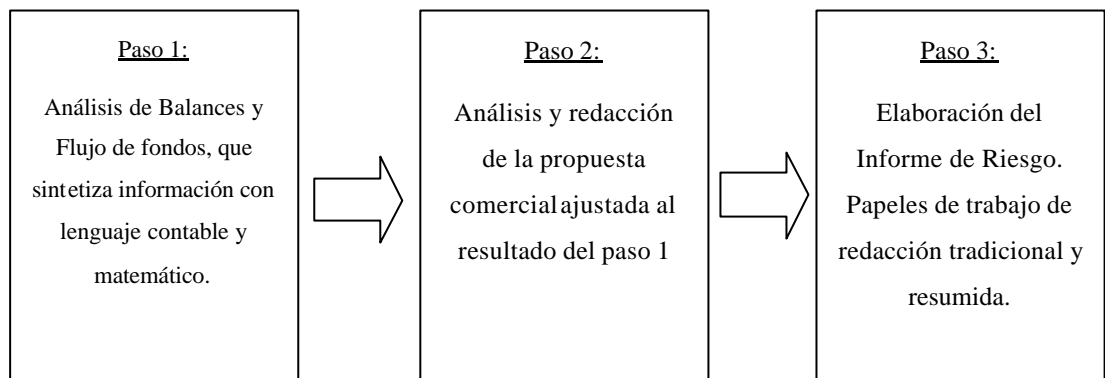 Paso 1:
Análisis de Balances y
Flujo de fondos, que
sintetiza información con
lenguaje contable y
matemático.
Paso 2:
Análisis y redacción
de la propuesta
comercial ajustada al
resultado del paso 1
Paso 3:
Elaboración del
Informe de Riesgo.
Papeles de trabajo de
redacción tradicional y
resumida.